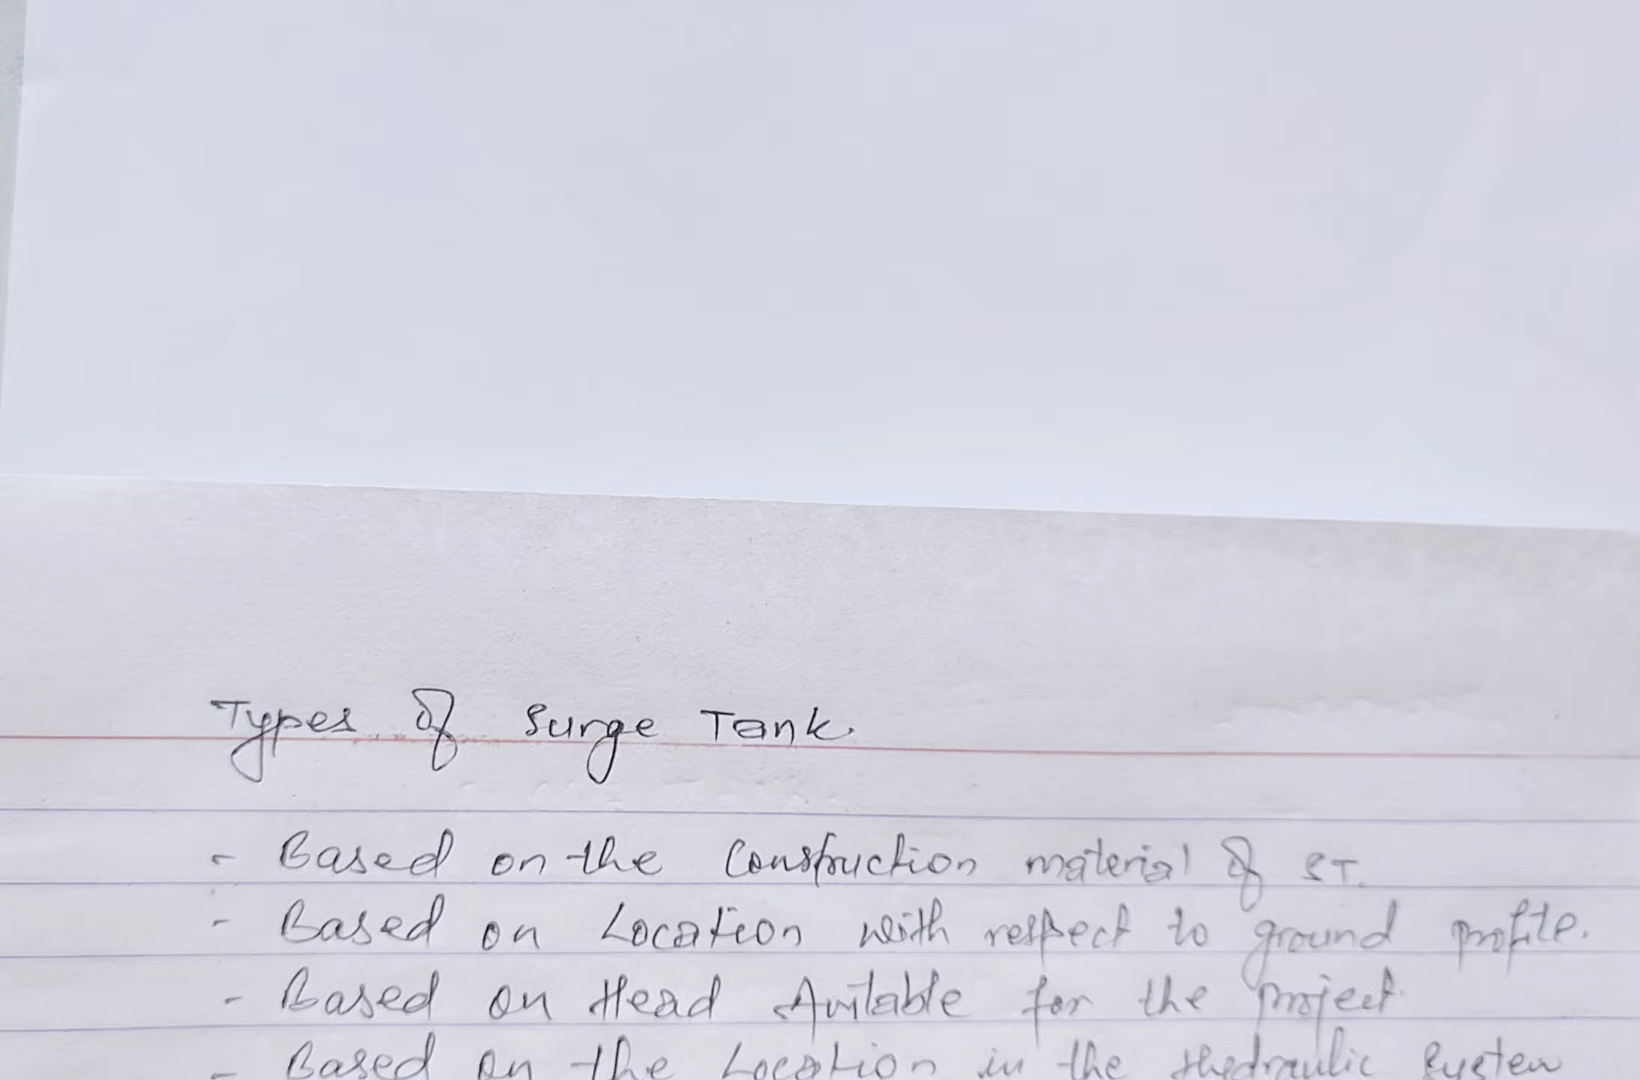 Types of Surge Tank.
- Based on the Construction material of ST.
- Based on Location with respect to ground profile.
- Based on Head Avilable for the project.
- Based on the Location in the Hydraulic System